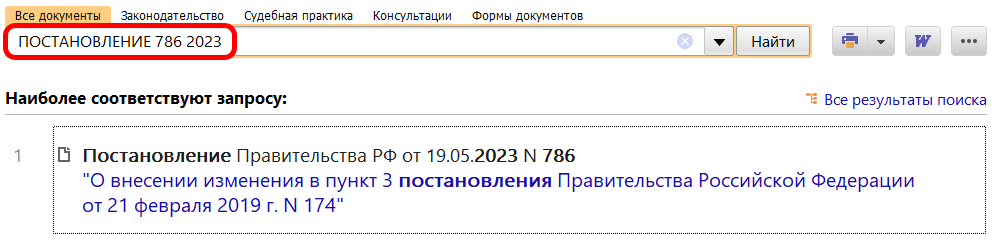 Все документы Законодательство Судебная практика Консультации Формы документов
ПОСТАНОВЛЕНИЕ 786 2023 Найти W
Наиболее соответствуют запросу: Все результаты поиска
1 Постановление Правительства РФ от 19.05.2023 N 786
"О внесении изменения в пункт 3 постановления Правительства Российской Федерации
от 21 февраля 2019 г. N 174"